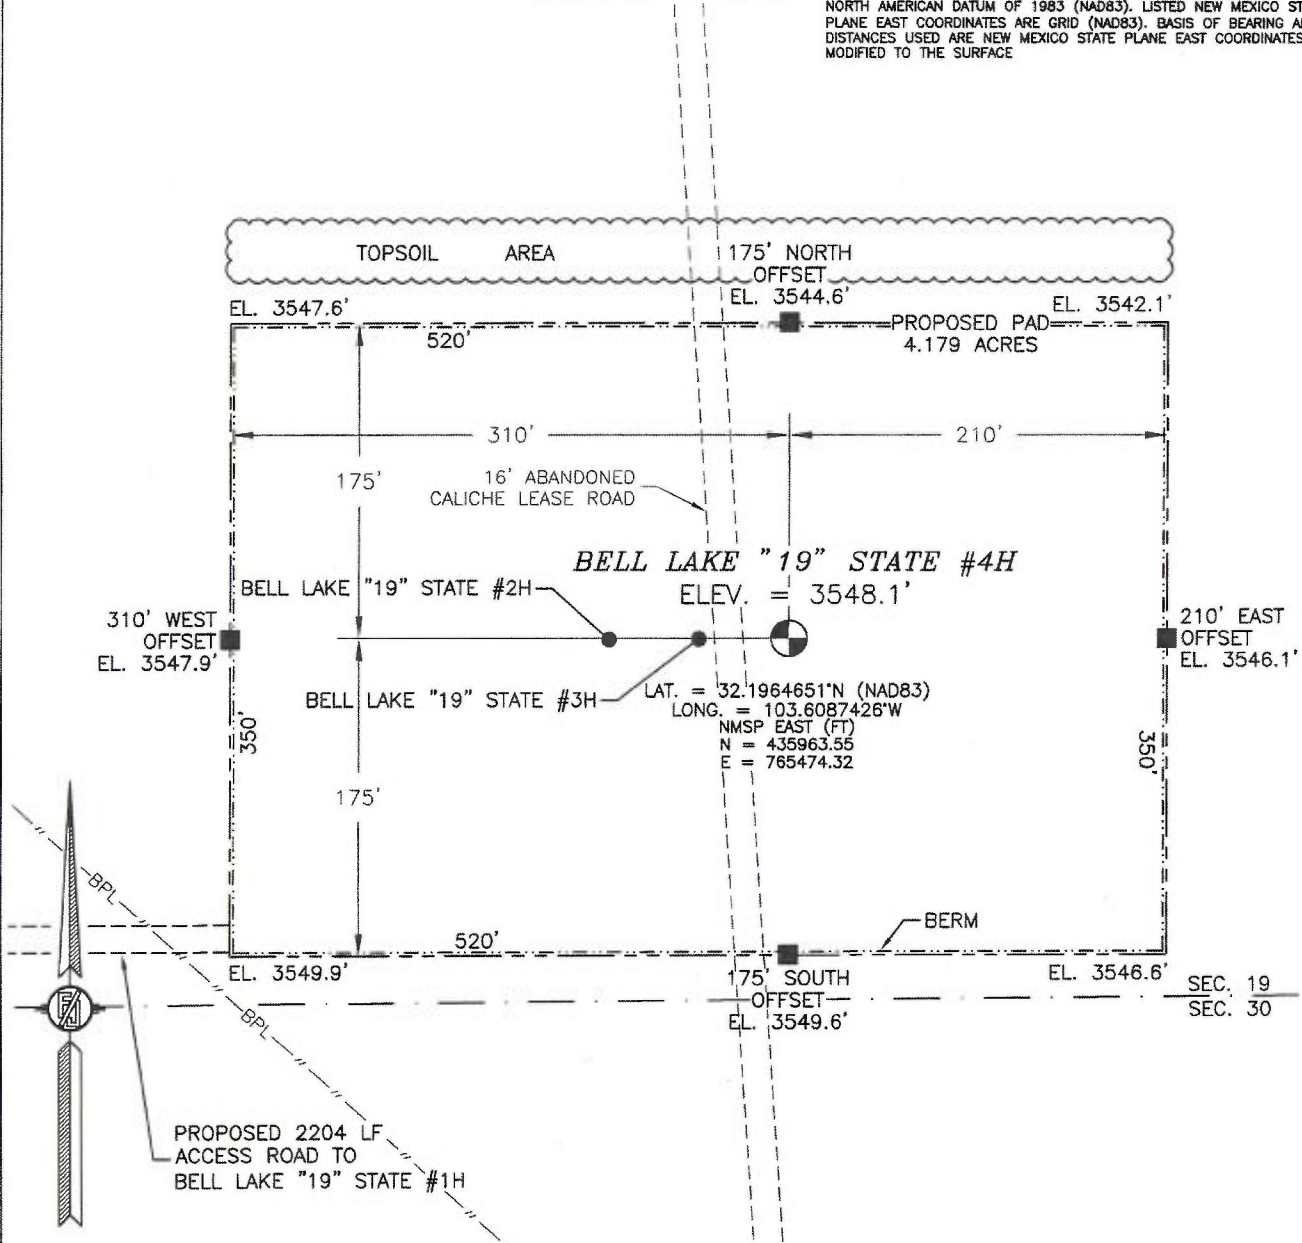 NORTH AMERICAN DATUM OF 1983 (NAD83). LISTED NEW MEXICO
PLANE EAST COORDINATES ARE GRID (NAD83). BASIS OF BEARING
DISTANCES USED ARE NEW MEXICO STATE PLANE EAST COORDINATES
MODIFIED TO THE SURFACE
TOPSOIL AREA
175' NORTH
OFFSET
EL. 3544.6'
EL. 3547.6'
EL. 3542.1'
520'
PROPOSED PAD
4.179 ACRES
310'
210'
175'
16' ABANDONED
CALICHE LEASE ROAD
BELL LAKE "19" STATE #4H
ELEV. = 3548.1'
BELL LAKE "19" STATE #2H
310' WEST
OFFSET
EL. 3547.9'
210' EAST
OFFSET
EL. 3546.1'
BELL LAKE "19" STATE #3H
LAT. = 32.1964651°N (NAD83)
LONG. = 103.6087426°W
NMSP EAST (FT)
N = 435963.55
E = 765474.32
350'
350'
175'
BPL
520'
BERM
EL. 3549.9'
175' SOUTH
OFFSET
EL. 3549.6'
EL. 3546.6'
SEC. 19
SEC. 30
BPL
PROPOSED 2204 LF
ACCESS ROAD TO
BELL LAKE "19" STATE #1H